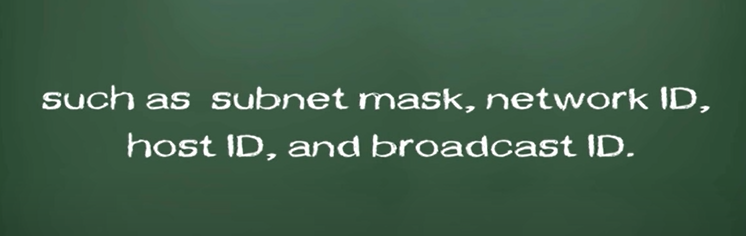 such as subnet mask, network ID,
host ID, and broadcast ID.